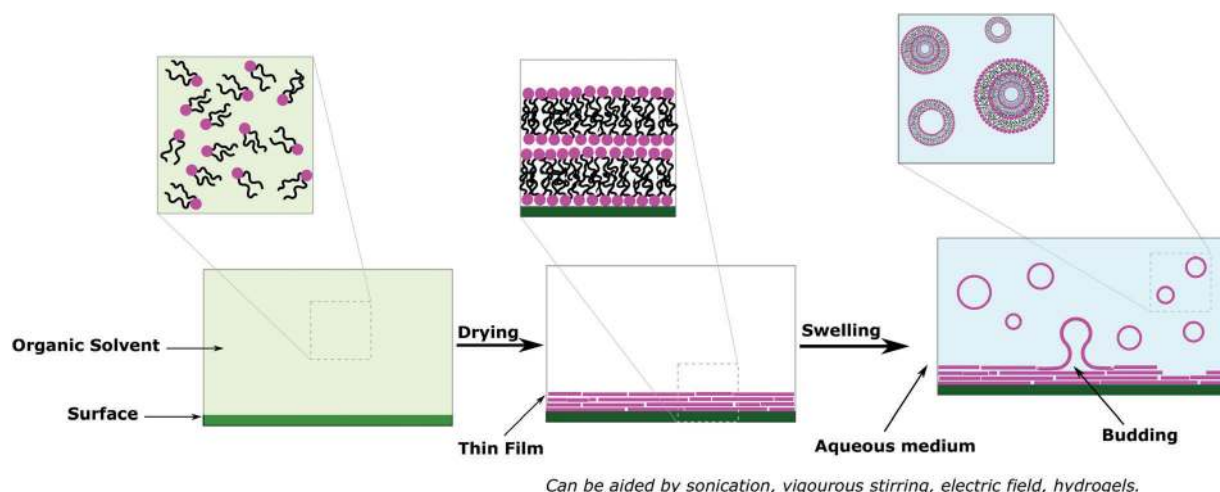 Organic Solvent
Surface
Drying
Thin Film
Swelling
Aqueous medium
Budding
Can be aided by sonication, vigourous stirring, electric field, hydrogels.